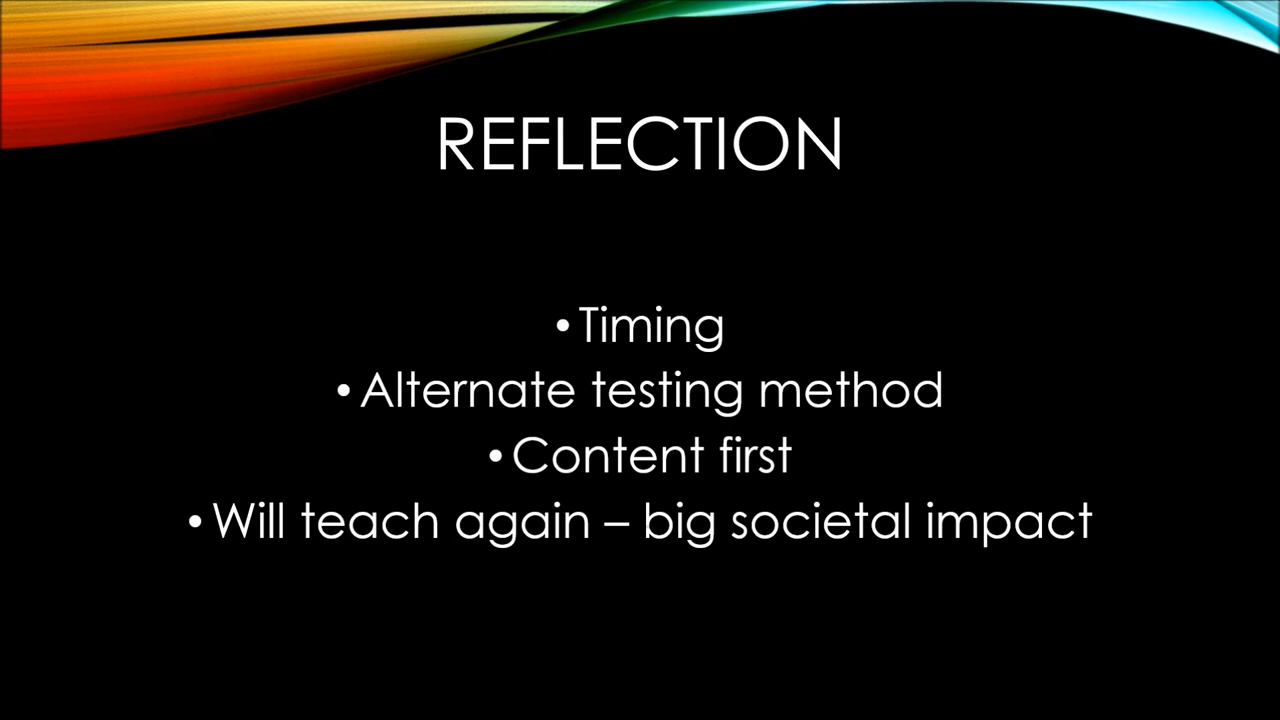 REFLECTION
• Timing
• Alternate testing method
• Content first
• Will teach again – big societal impact